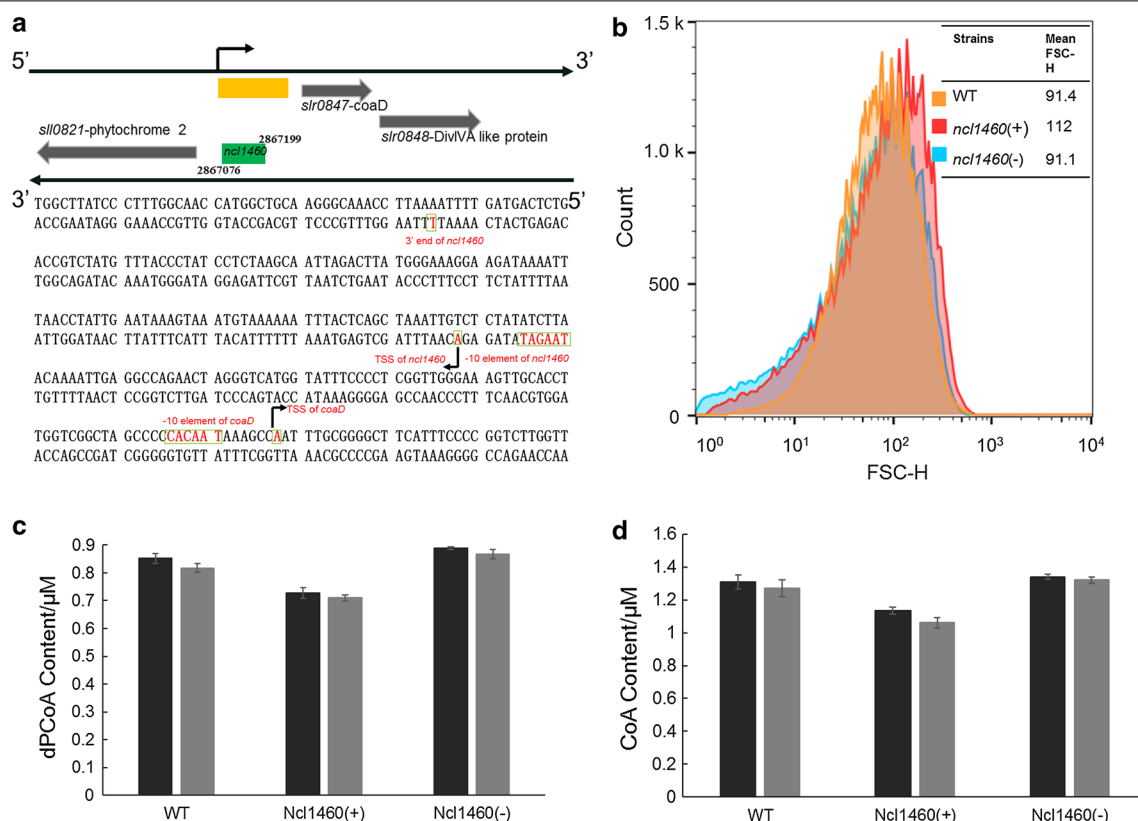 a
5’
3’
slr0847-coaD
sll0821-phytochrome 2
slr0848-DivIVA like protein
2867199
ncl1460
2867076
3’
5’
TGGCTTATCC CTTTGGCAAC CATGGCTGCA AGGGCAAACC TTAAAATTTT GATGACTCTG
ACCGAATAGG GAAACCGTTG GGTACCGACGT TCCCGTTTGG AATTTTAAAA CTACTGAGAC
3’ end of ncl1460
ACCGTCTATG TTTACCCTAT CCTCTAAGCA ATTAGACTTA TGGGAAAGGA AGATAAAATT
TGGCAGATAC AAATGGGATA GGAGATTCGT TAATCTGAAT ACCCTTTCCT TCTATTTTAA
TAACCTATTG AATAAAGTAA ATGTAAAAAA TTTACTCAGC TAAATTGTCT CTATATCTTA
ATTGGATAAC TTATTTCATT TACATTTTTT AAATGAGTCG ATTTAACAGA GATATAGAAT
TSS of ncl1460
-10 element of ncl1460
ACAAAATTGA GGCCAGAACT AGGGTCATGG TATTTCCCCT CGGTTGGGAA AGTTGCACCT
TGTTTTAACT CCGGTCTTGA TCCCAGTACC ATAAAGGGGA GCCAACCCTT TCAACGTGGA
-10 element of coaD
TSS of coaD
TGGTCGGCTA GCCCCCACAAT TAAAGCCAAT TTGCGGGGCT TCATTTCCCC GGTCTTGGTT
ACCAGCCGAT CGGGGGTGTT ATTTCGGTTA AACGCCCCGA AGTAAAGGGG CCAGAACCAA
b
1.5 k
1.0 k
500
0
Count
10⁰ 10¹ 10² 10³ 10⁴
FSC-H
Strains Mean FSC-H
WT 91.4
ncl1460(+) 112
ncl1460(-) 91.1
c
0.9
0.8
0.7
0.6
0.5
0.4
0.3
0.2
0.1
0
dPCoA Content/μM
WT Ncl1460(+) Ncl1460(-)
d
1.6
1.4
1.2
1
0.8
0.6
0.4
0.2
0
CoA Content/μM
WT Ncl1460(+) Ncl1460(-)